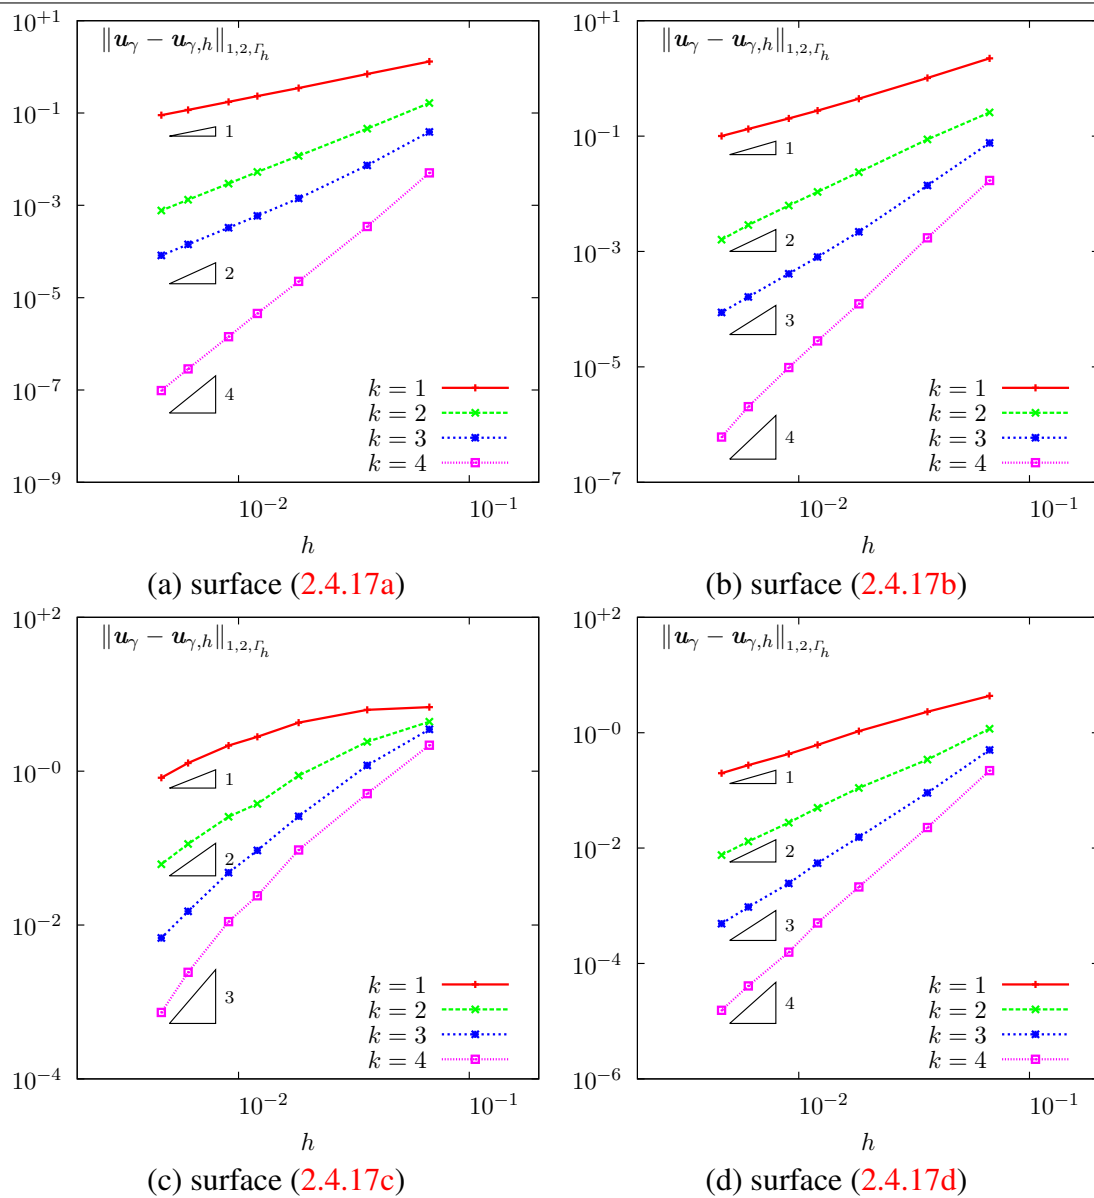 10^{+1}
‖u_γ − u_{γ,h}‖_{1,2,Γ_h}
10^{-1}
1
10^{-3}
2
10^{-5}
4
10^{-7}
k = 1
k = 2
k = 3
k = 4
10^{-9}
10^{-2} 10^{-1}
h
(a) surface (2.4.17a)
10^{+1}
‖u_γ − u_{γ,h}‖_{1,2,Γ_h}
10^{-1}
1
2
10^{-3}
3
10^{-5}
k = 1
k = 2
4
k = 3
k = 4
10^{-7}
10^{-2} 10^{-1}
h
(b) surface (2.4.17b)
10^{+2}
‖u_γ − u_{γ,h}‖_{1,2,Γ_h}
10^{-0}
1
2
10^{-2}
3
k = 1
k = 2
k = 3
k = 4
10^{-4}
10^{-2} 10^{-1}
h
(c) surface (2.4.17c)
10^{+2}
‖u_γ − u_{γ,h}‖_{1,2,Γ_h}
10^{-0}
1
10^{-2}
2
3
10^{-4}
k = 1
4
k = 2
k = 3
k = 4
10^{-6}
10^{-2} 10^{-1}
h
(d) surface (2.4.17d)